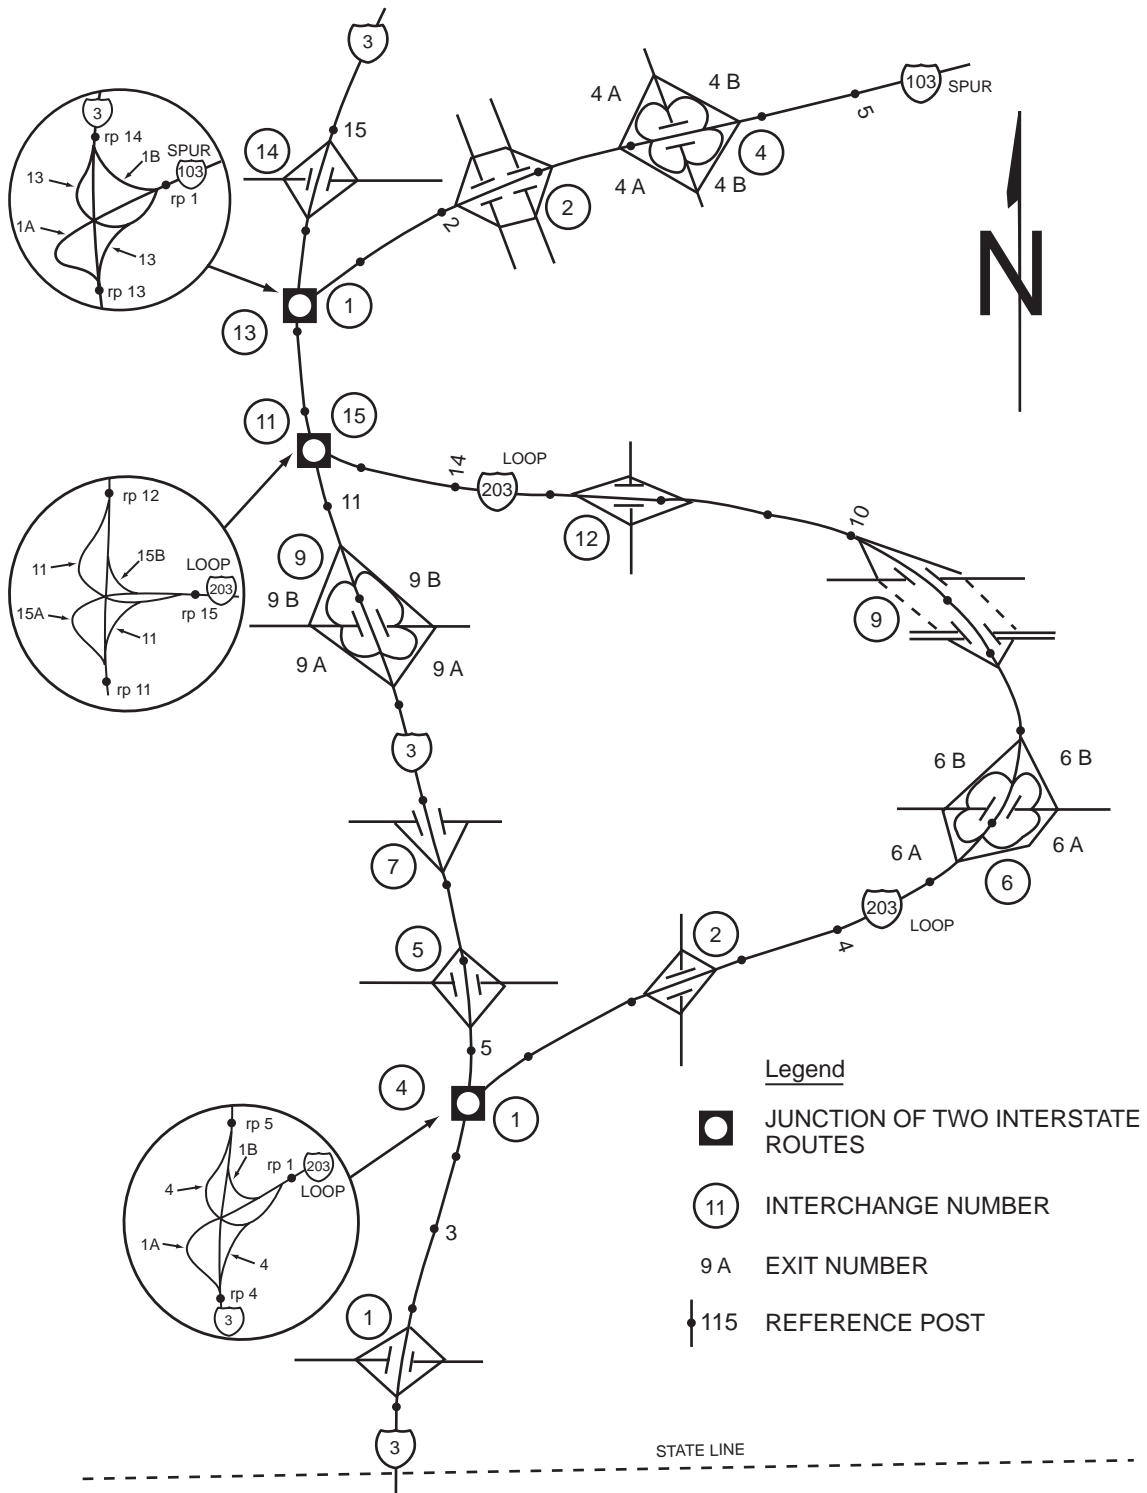 3
15
14
4 A
4 B
103
SPUR
5
4
4 A
4 B
2
2
3
rp 14
1B
SPUR
103
13
rp 1
1A
13
rp 13
1
13
N
11
15
14
LOOP
203
12
10
9
11
rp 12
11
15B
LOOP
203
15A
rp 15
11
rp 11
9
9 B
9 B
9 A
9 A
3
6 B
6 B
6 A
6 A
6
7
203
LOOP
4
2
5
5
4
1
rp 5
1B
rp 1
203
LOOP
4
1A
4
rp 4
3
3
1
3
STATE LINE
Legend
JUNCTION OF TWO INTERSTATE
ROUTES
11 INTERCHANGE NUMBER
9 A EXIT NUMBER
115 REFERENCE POST